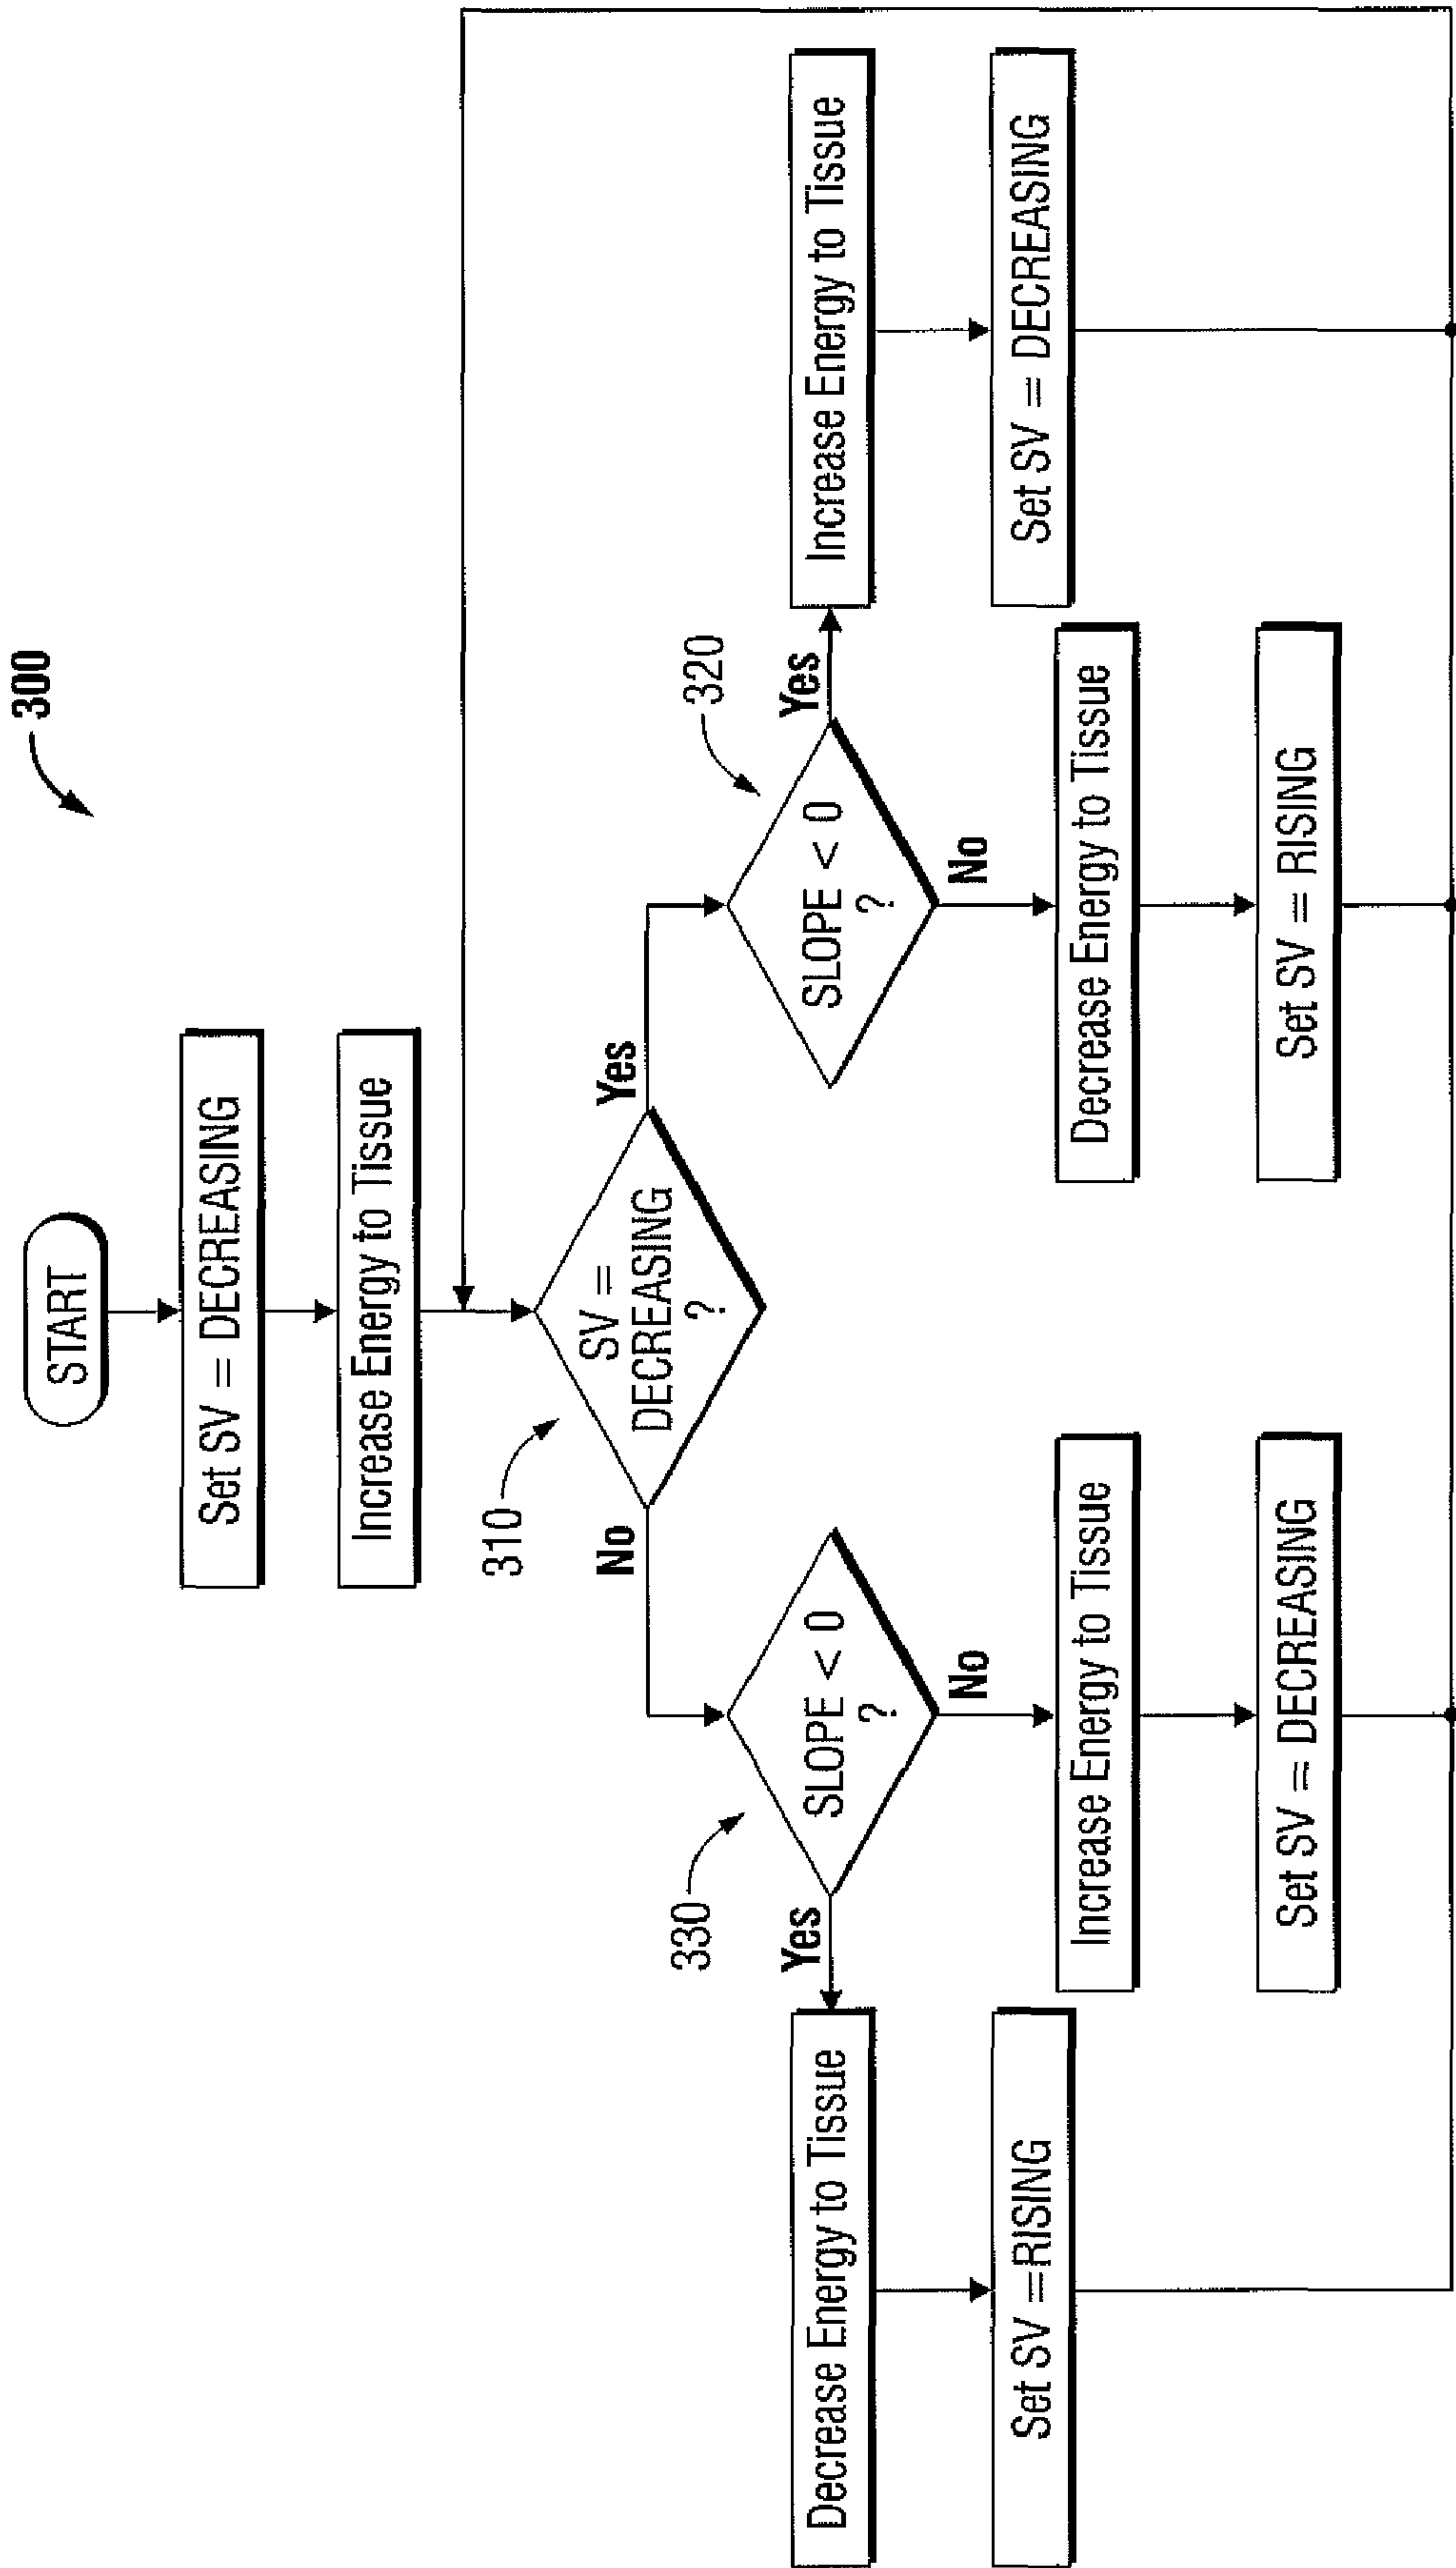 300
START
Set SV = DECREASING
Increase Energy to Tissue
310
SV =
DECREASING
?
No
Yes
330
SLOPE < 0
?
Yes
No
320
SLOPE < 0
?
Yes
No
Decrease Energy to Tissue
Set SV =RISING
Increase Energy to Tissue
Set SV = DECREASING
Decrease Energy to Tissue
Set SV = RISING
Increase Energy to Tissue
Set SV = DECREASING